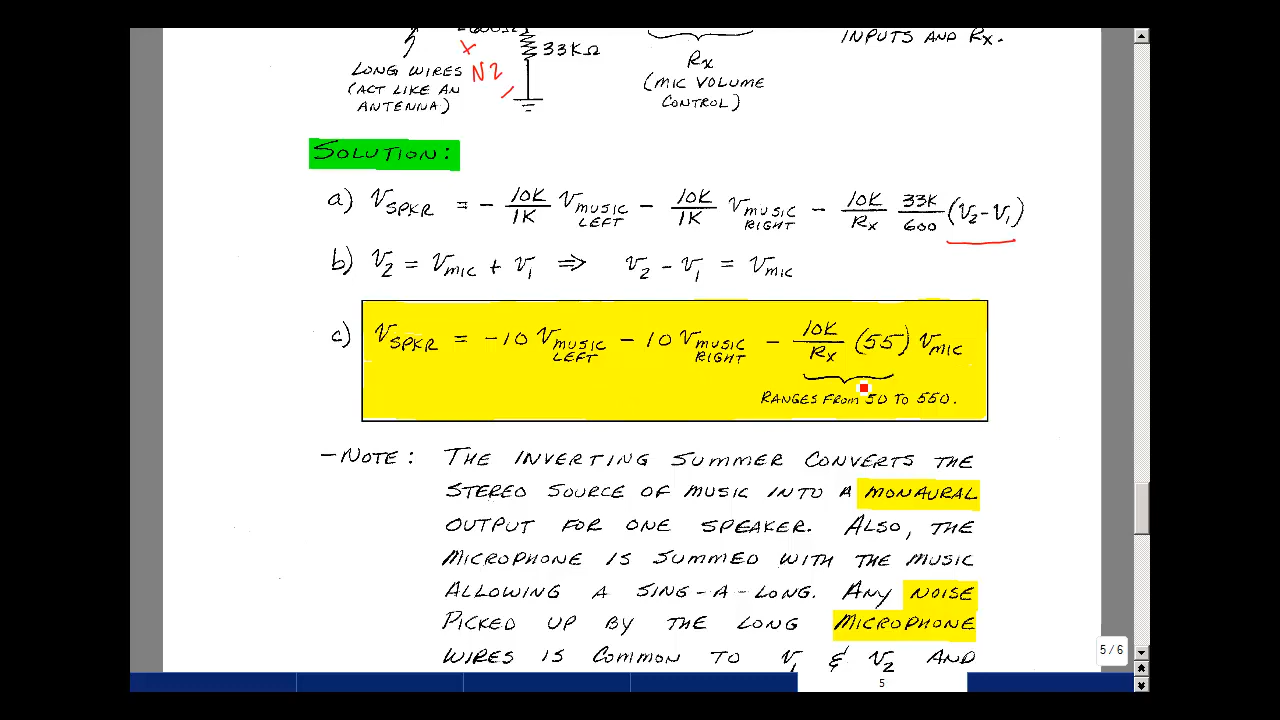 600Ω
33KΩ
INPUTS AND RX.
LONG WIRES
(ACT LIKE AN
ANTENNA)
N2
RX
(MIC VOLUME
CONTROL)
SOLUTION:
a) VSPKR = - 10K/1K VMUSIC LEFT - 10K/1K VMUSIC RIGHT - 10K/RX 33K/600 (V2-V1)
b) V2 = VMIC + V1 ⇒ V2 - V1 = VMIC
c) VSPKR = -10 VMUSIC LEFT - 10 VMUSIC RIGHT - 10K/RX (55) VMIC
RANGES FROM 50 TO 550.
-NOTE: THE INVERTING SUMMER CONVERTS THE
STEREO SOURCE OF MUSIC INTO A MONAURAL
OUTPUT FOR ONE SPEAKER. ALSO, THE
MICROPHONE IS SUMMED WITH THE MUSIC
ALLOWING A SING-A-LONG. ANY NOISE
PICKED UP BY THE LONG MICROPHONE
WIRES IS COMMON TO V1 & V2 AND
5/6
5